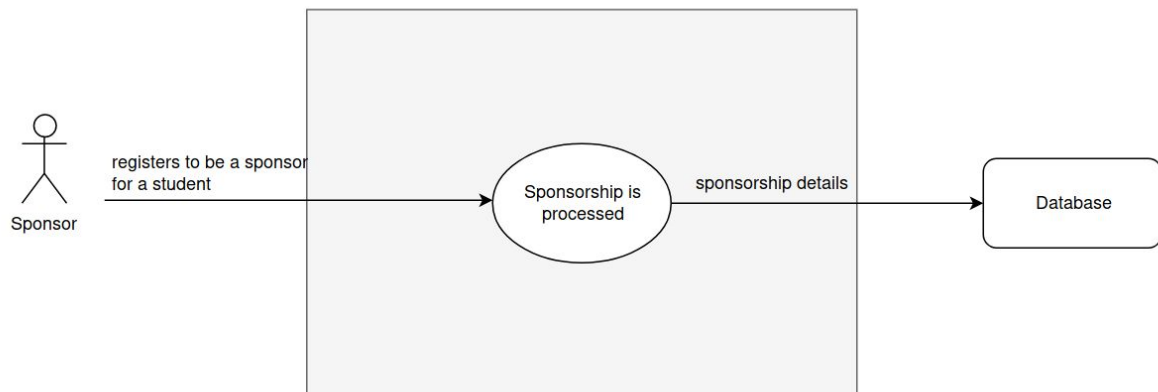 registers to be a sponsor
for a student
Sponsor
Sponsorship is
processed
sponsorship details
Database